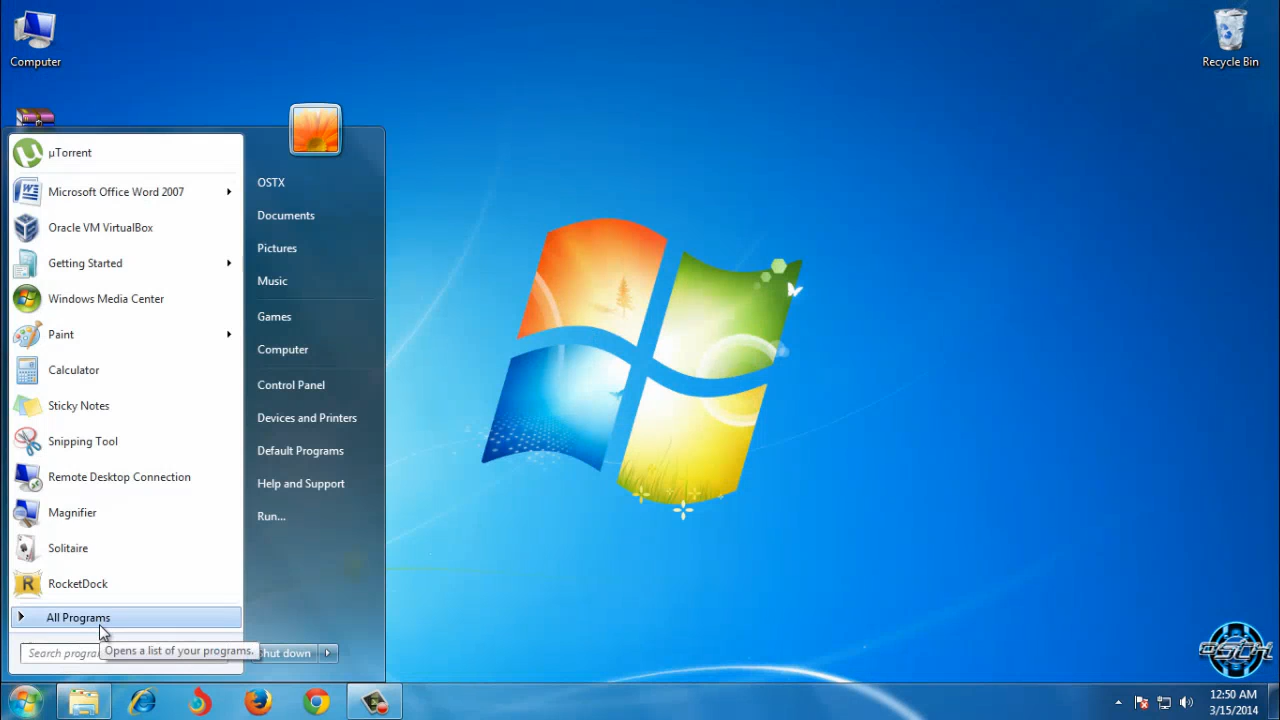 Computer
Recycle Bin
µTorrent
Microsoft Office Word 2007
Oracle VM VirtualBox
Getting Started
Windows Media Center
Paint
Calculator
Sticky Notes
Snipping Tool
Remote Desktop Connection
Magnifier
Solitaire
RocketDock
All Programs
Search
Opens a list of your programs.
OSTX
Documents
Pictures
Music
Games
Computer
Control Panel
Devices and Printers
Default Programs
Help and Support
Run...
down
12:50 AM
3/15/2014